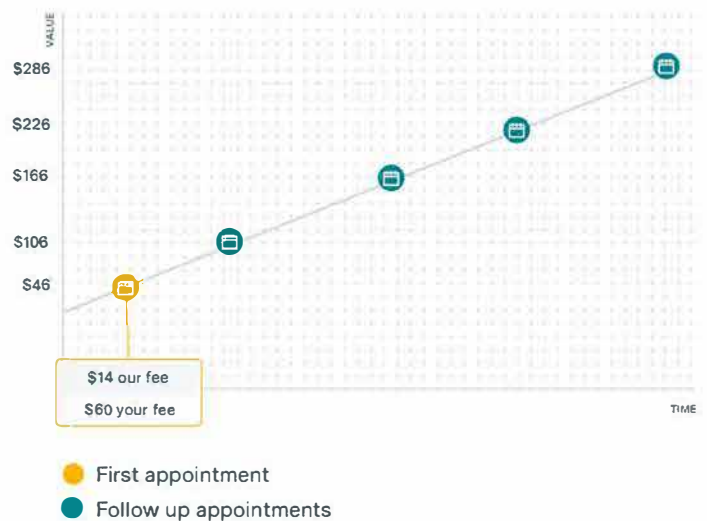 VALUE
$286
$226
$166
$106
$46
$14 our fee
$60 your fee
TIME
First appointment
Follow up appointments